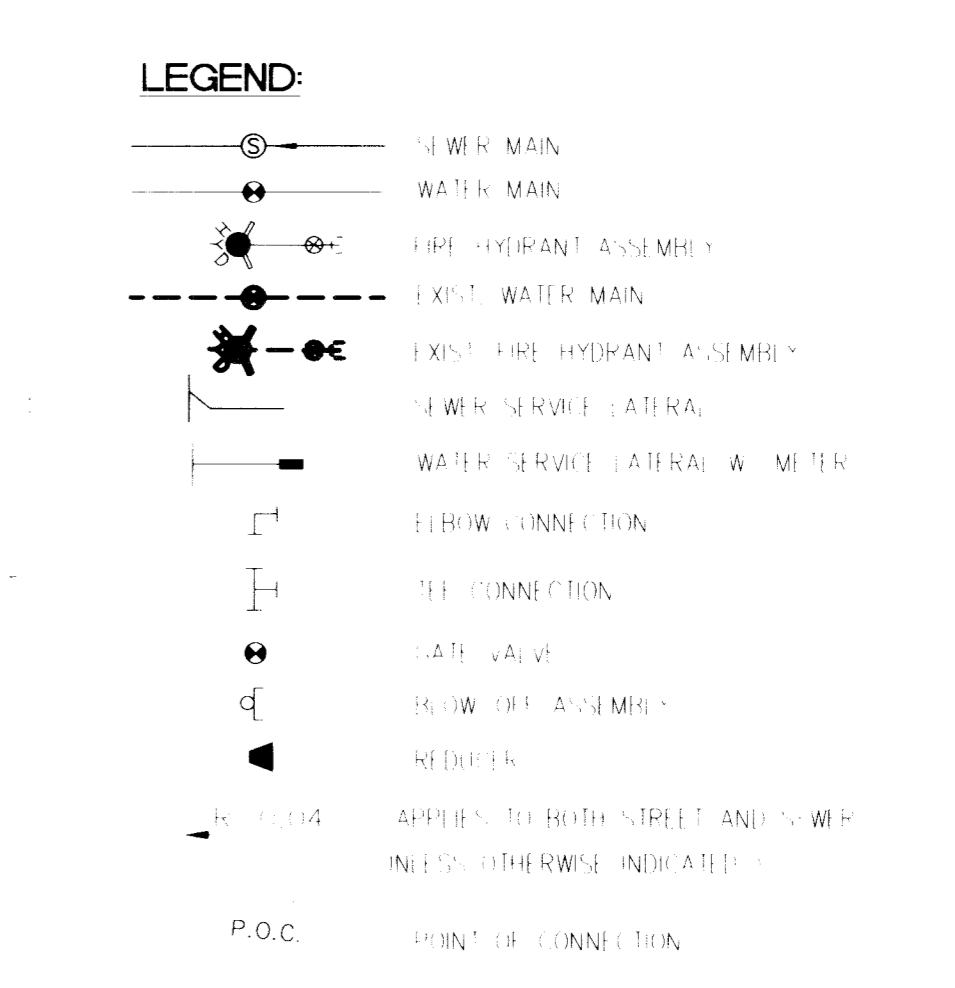 LEGEND:
S SEWER MAIN
WATER MAIN
HYD FIRE HYDRANT ASSEMBLY
EXIST. WATER MAIN
HYD EXIST. FIRE HYDRANT ASSEMBLY
SEWER SERVICE LATERAL
WATER SERVICE LATERAL W/ METER
ELBOW CONNECTION
TEE CONNECTION
GATE VALVE
BLOW OFF ASSEMBLY
REDUCER
APPLIES TO BOTH STREET AND SEWER
UNLESS OTHERWISE INDICATED
P.O.C. POINT OF CONNECTION